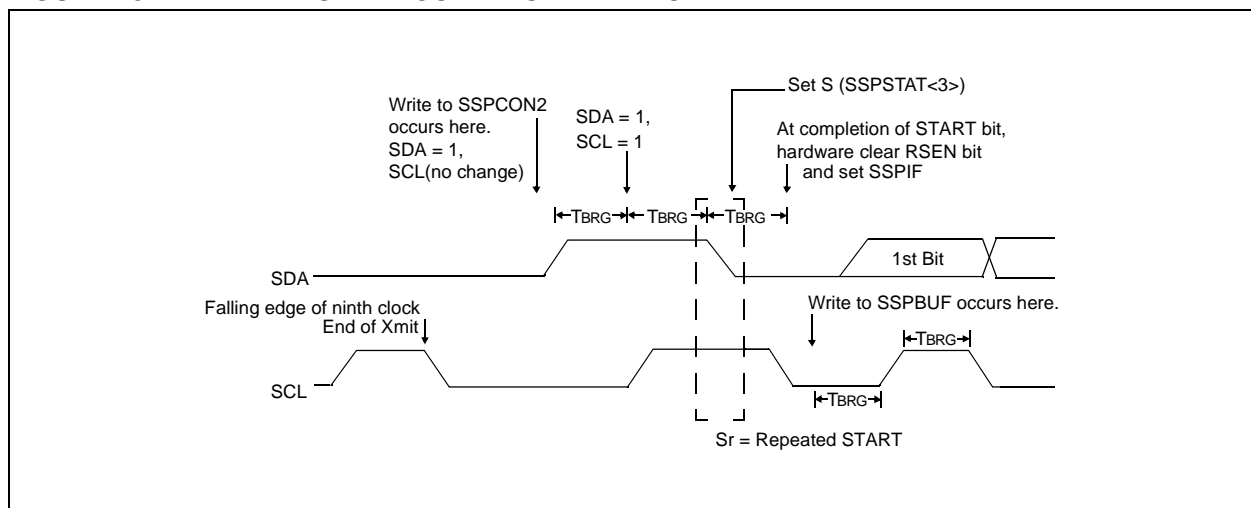 Set S (SSPSTAT<3>)
Write to SSPCON2
occurs here.
SDA = 1,
SCL(no change)
SDA = 1,
SCL = 1
At completion of START bit,
hardware clear RSEN bit
and set SSPIF
TBRG
TBRG
TBRG
SDA
1st Bit
Falling edge of ninth clock
End of Xmit
Write to SSPBUF occurs here.
TBRG
SCL
TBRG
Sr = Repeated START